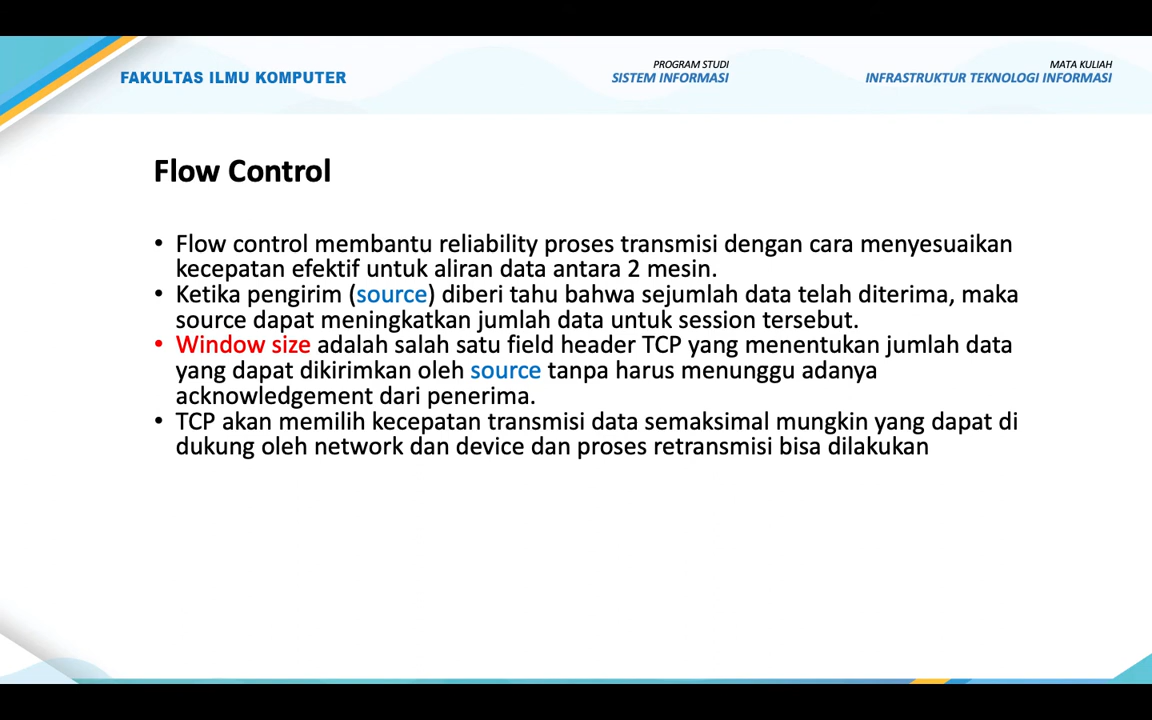 FAKULTAS ILMU KOMPUTER
PROGRAM STUDI
SISTEM INFORMASI
MATA KULIAH
INFRASTRUKTUR TEKNOLOGI INFORMASI
Flow Control
• Flow control membantu reliability proses transmisi dengan cara menyesuaikan
kecepatan efektif untuk aliran data antara 2 mesin.
• Ketika pengirim (source) diberi tahu bahwa sejumlah data telah diterima, maka
source dapat meningkatkan jumlah data untuk session tersebut.
• Window size adalah salah satu field header TCP yang menentukan jumlah data
yang dapat dikirimkan oleh source tanpa harus menunggu adanya
acknowledgement dari penerima.
• TCP akan memilih kecepatan transmisi data semaksimal mungkin yang dapat di
dukung oleh network dan device dan proses retransmisi bisa dilakukan